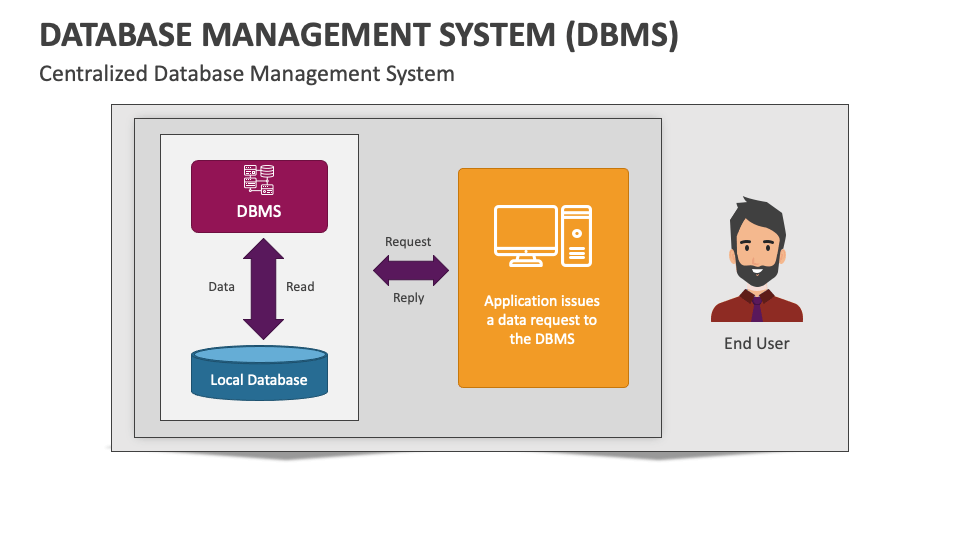 DATABASE MANAGEMENT SYSTEM (DBMS)
Centralized Database Management System
DBMS
Data
Read
Local Database
Request
Reply
Application issues
a data request to
the DBMS
End User